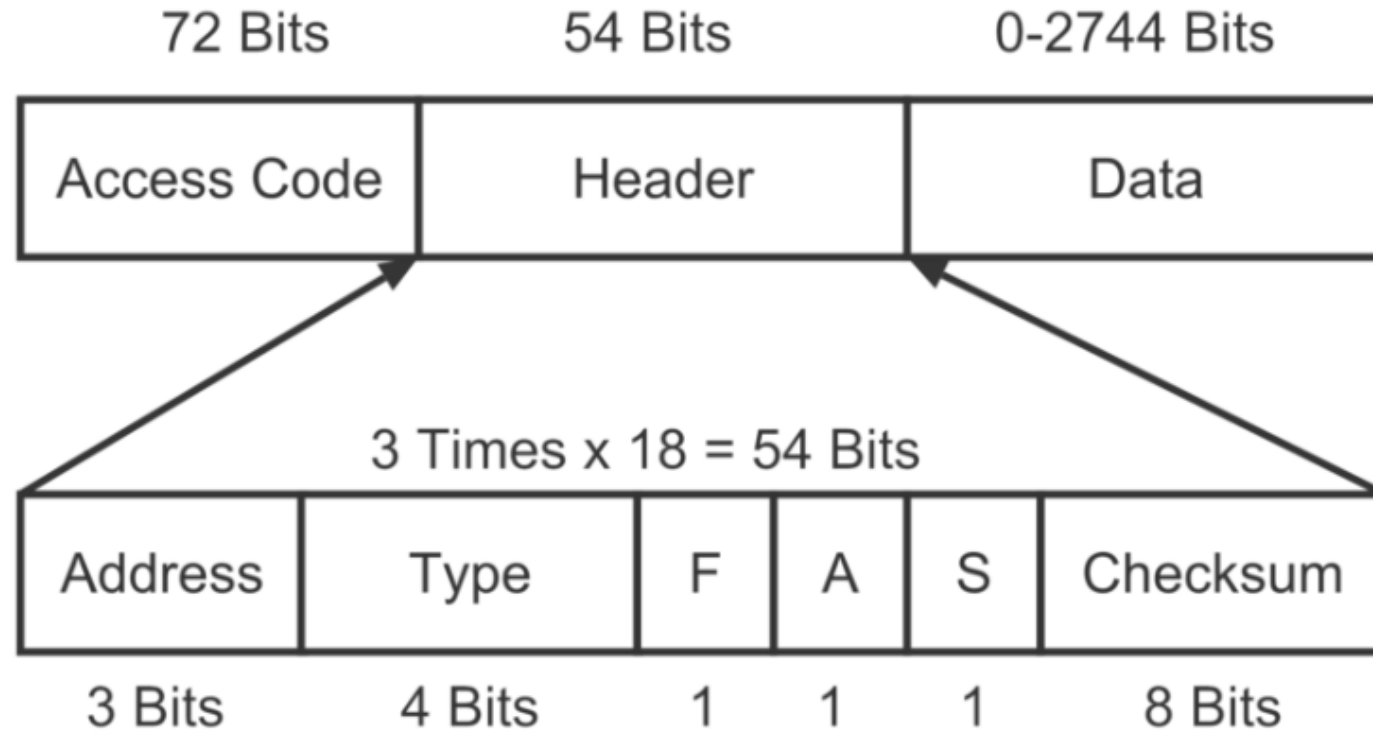 72 Bits 54 Bits 0-2744 Bits
Access Code Header Data
3 Times x 18 = 54 Bits
Address Type F A S Checksum
3 Bits 4 Bits 1 1 1 8 Bits